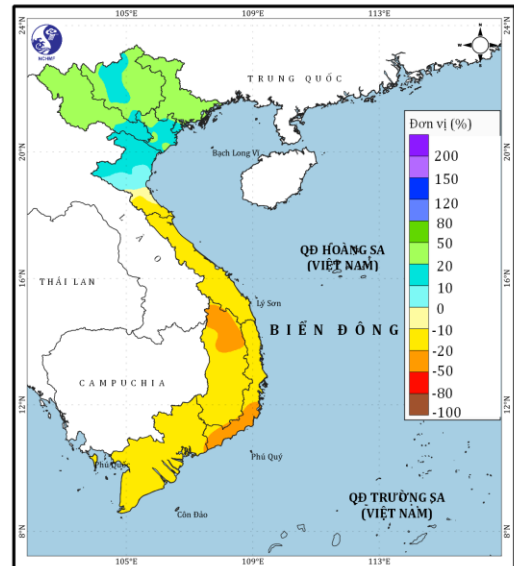 105°E 109°E 113°E
24°N
NCHMF
N
W E
S
TRUNG QUỐC
Đơn vị (%)
200
150
120
80
50
20
10
0
-10
-20
-50
-80
-100
20°N
Bạch Long Vĩ
LÀO
QĐ HOÀNG SA
(VIỆT NAM)
THÁI LAN
16°N
Lý Sơn
BIỂN ĐÔNG
CAMPUCHIA
12°N
Phú Quốc
Phú Quý
Côn Đảo
QĐ TRƯỜNG SA
(VIỆT NAM)
8°N
105°E 109°E 113°E